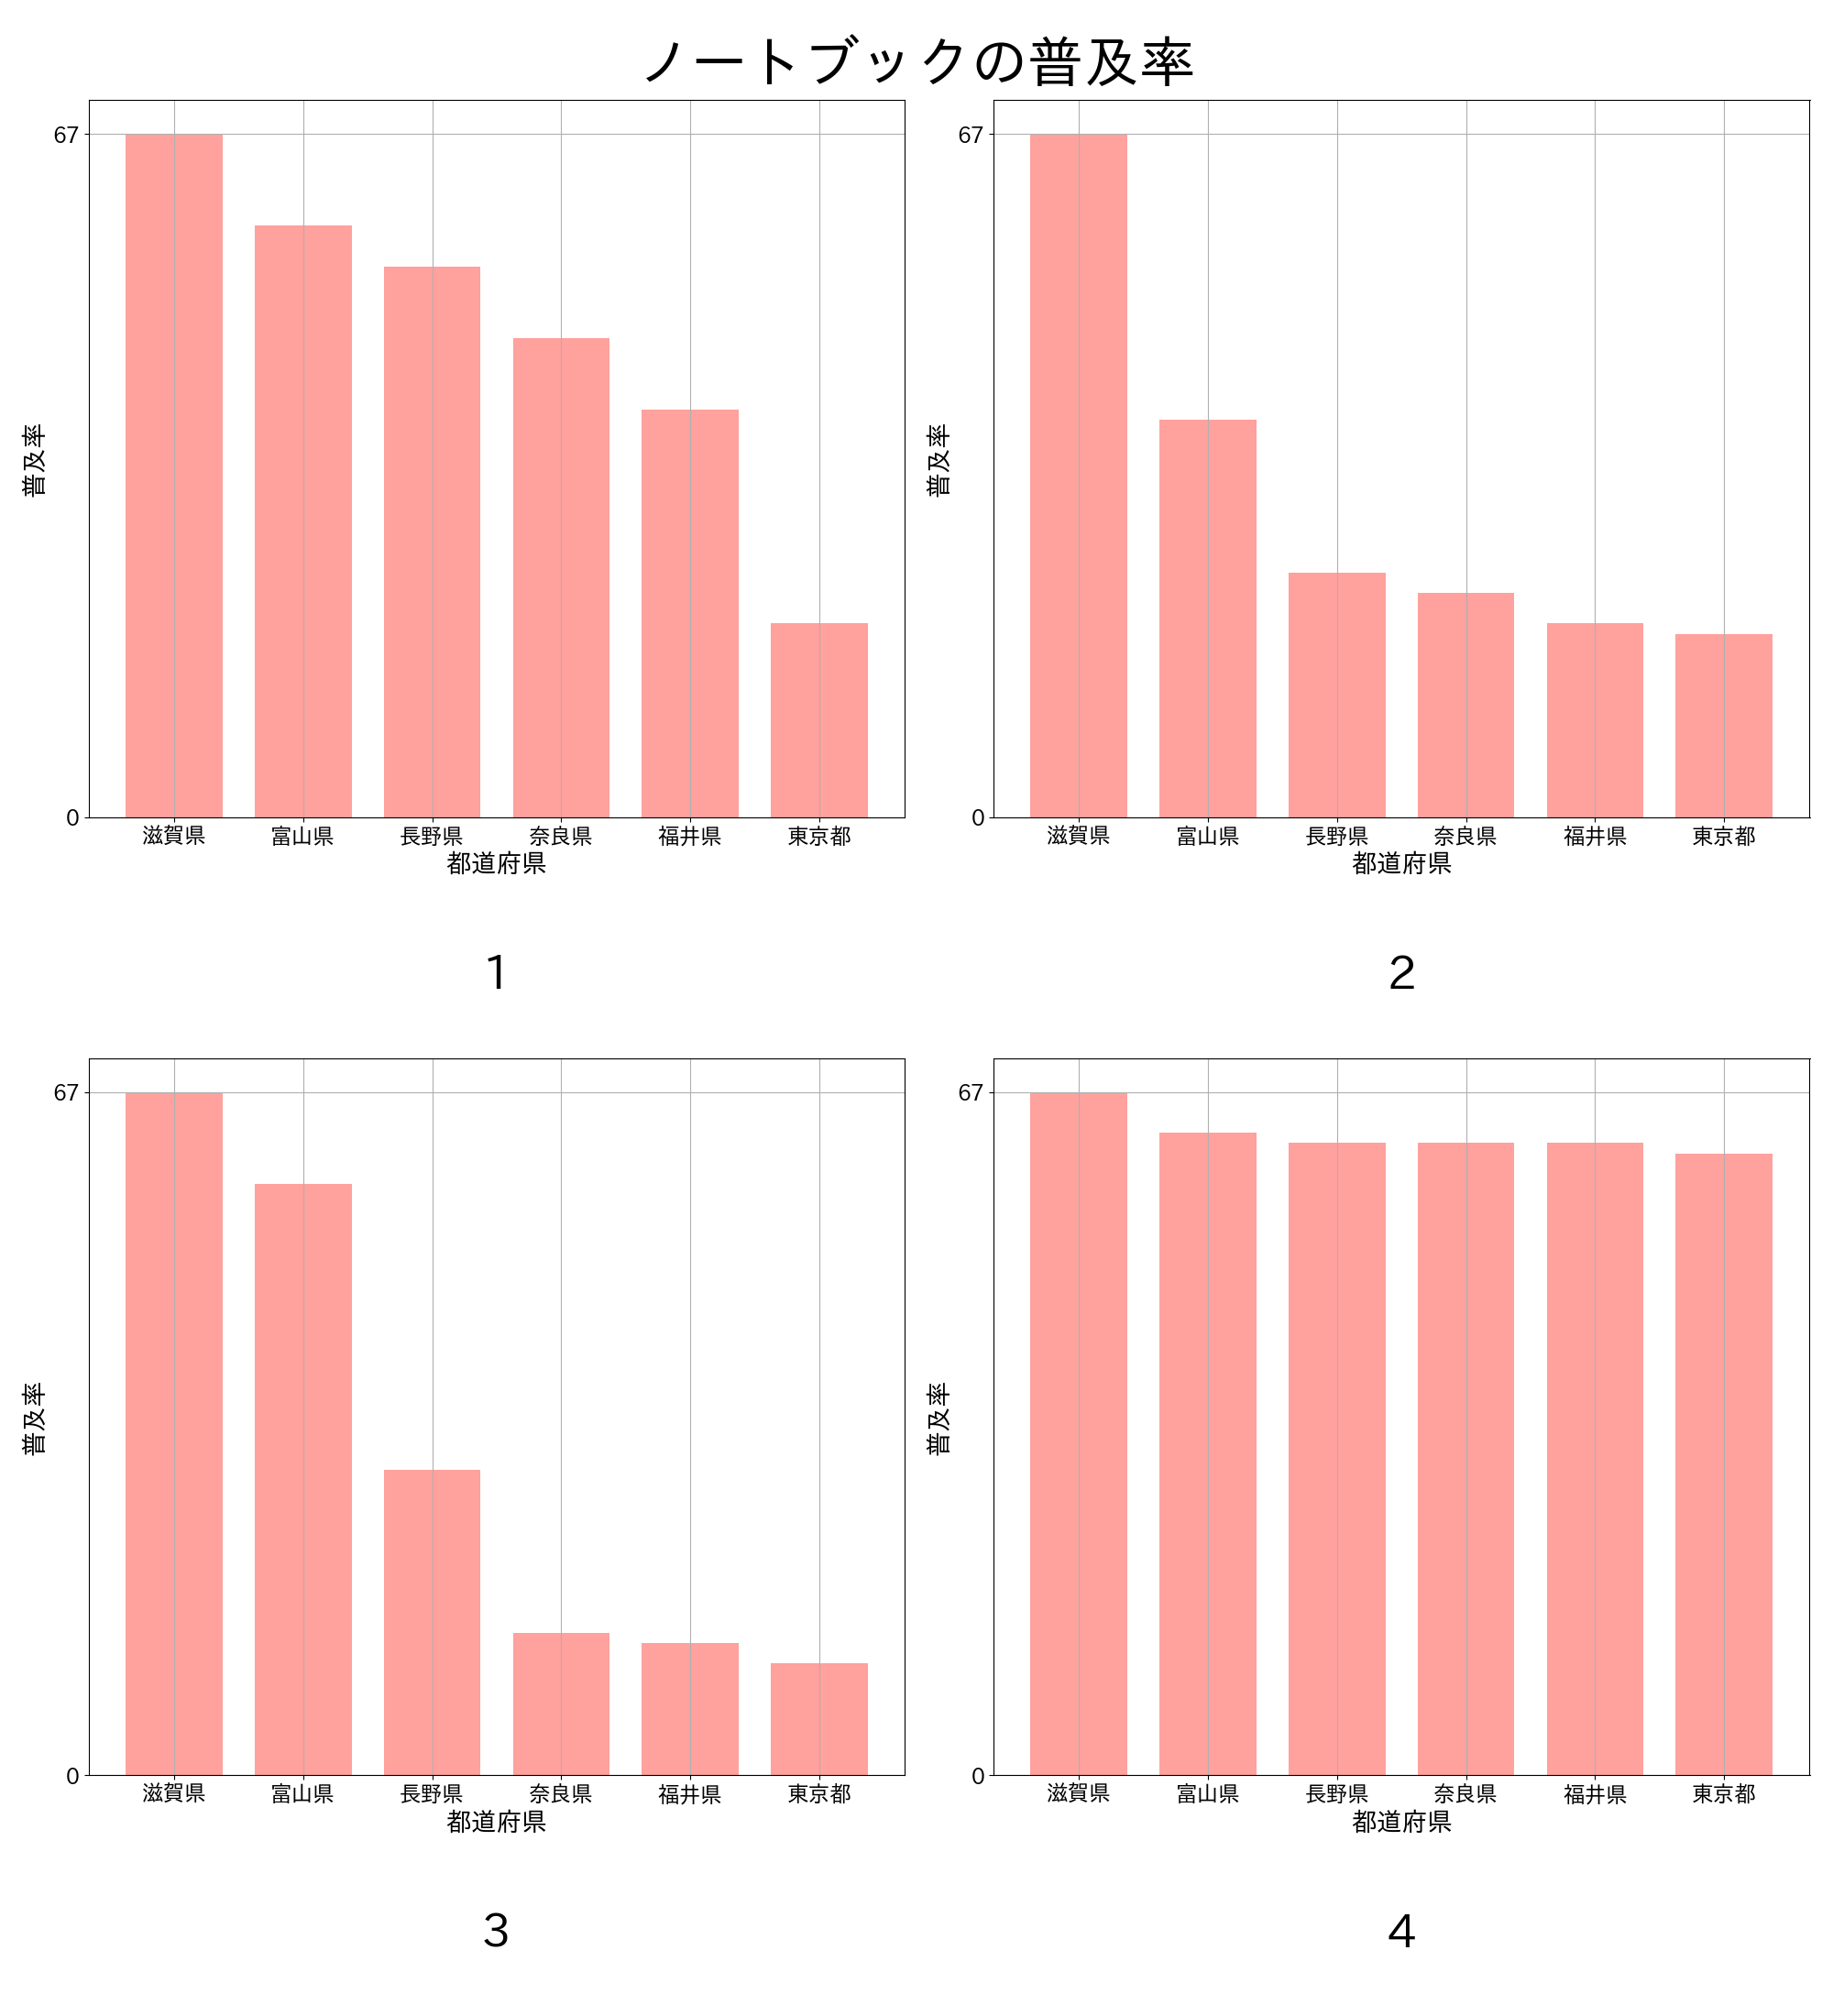 ノートブックの普及率
67
0
普及率
滋賀県 富山県 長野県 奈良県 福井県 東京都
都道府県
1
67
0
普及率
滋賀県 富山県 長野県 奈良県 福井県 東京都
都道府県
2
67
0
普及率
滋賀県 富山県 長野県 奈良県 福井県 東京都
都道府県
3
67
0
普及率
滋賀県 富山県 長野県 奈良県 福井県 東京都
都道府県
4